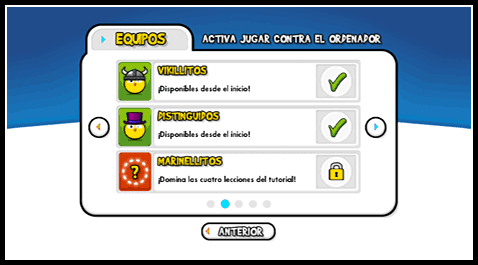 EQUIPOS
ACTIVA JUGAR CONTRA EL ORDENADOR
VIKILLITOS
¡Disponibles desde el inicio!
DISTINGUIDOS
¡Disponibles desde el inicio!
?
MARINELLITOS
¡Domina las cuatro lecciones del tutorial!
ANTERIOR